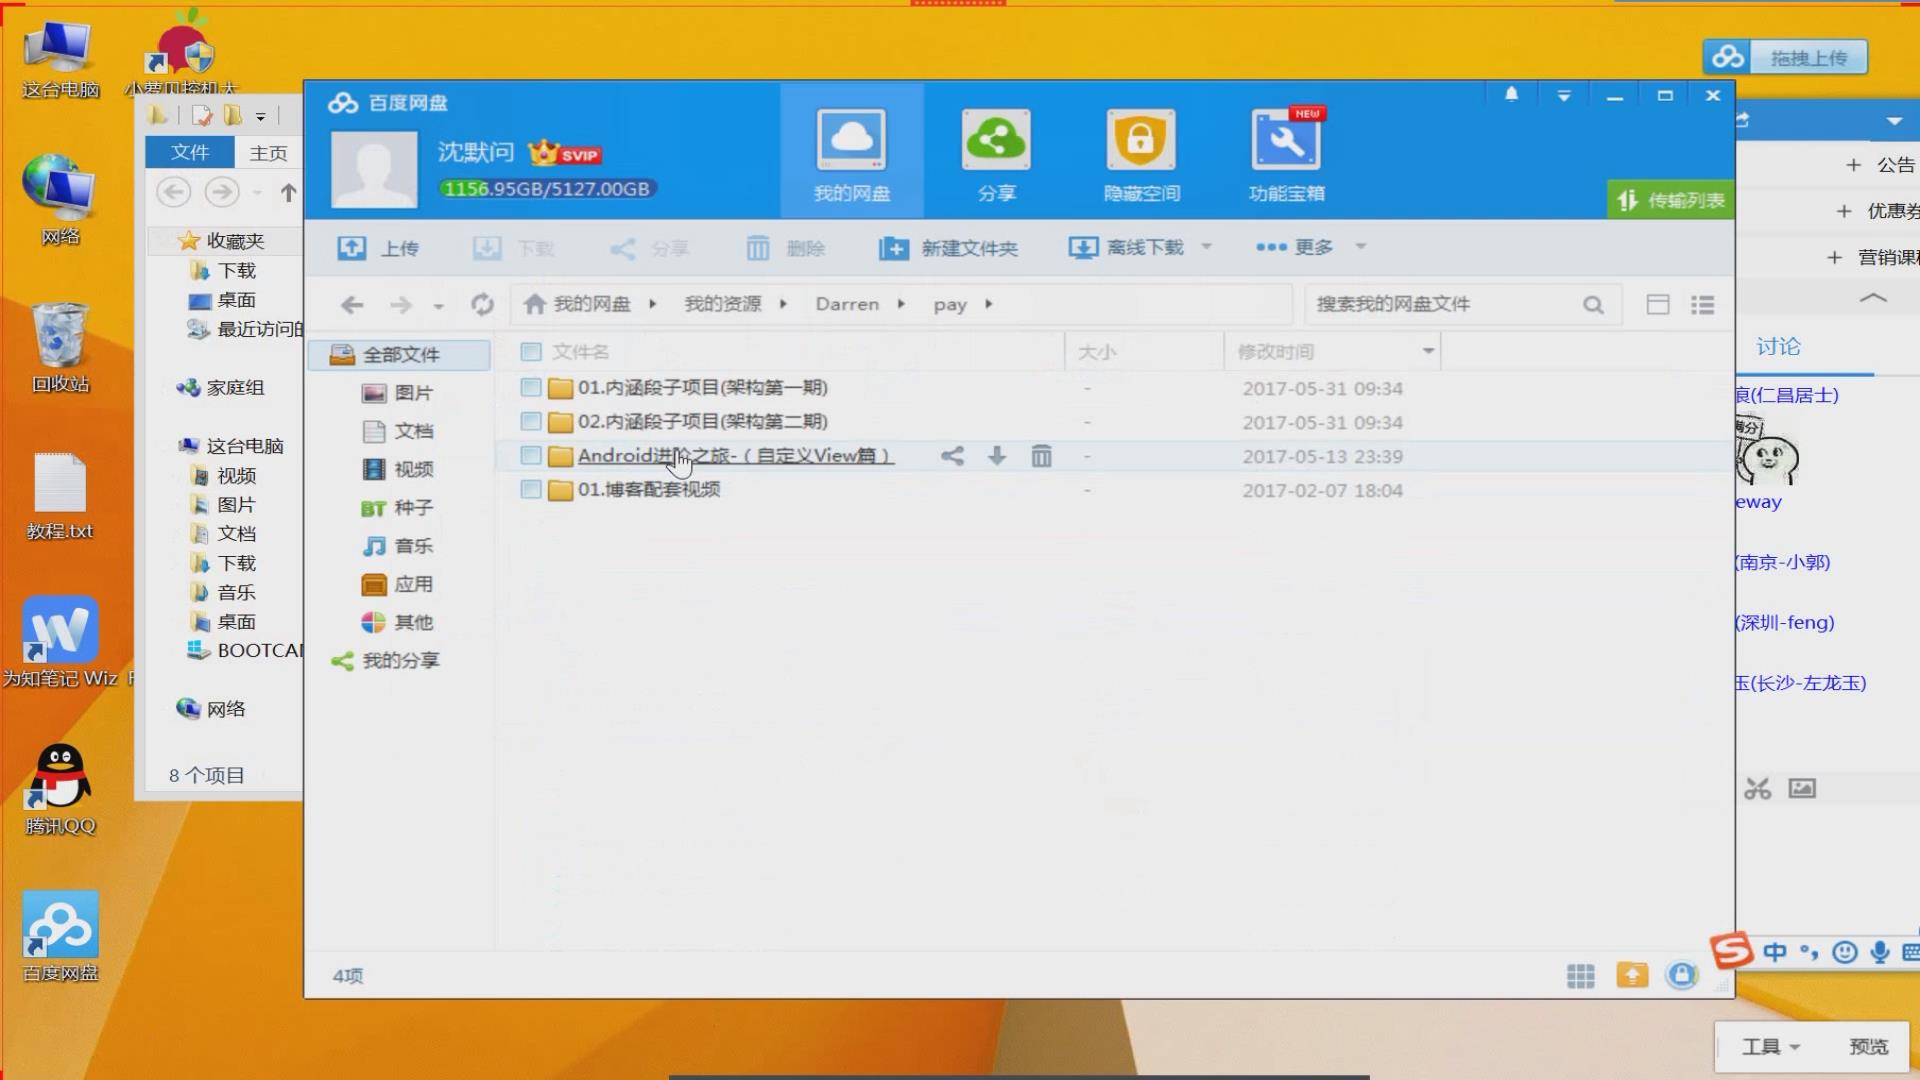 这台电脑
小萝贝控机大
网络
回收站
教程.txt
为知笔记 Wiz
腾讯QQ
百度网盘
文件
主页
收藏夹
下载
桌面
最近访问的
家庭组
这台电脑
视频
图片
文档
下载
音乐
桌面
BOOTCA
网络
8 个项目
百度网盘
沈默问
SVIP
1156.95GB/5127.00GB
我的网盘
分享
隐藏空间
NEW
功能宝箱
传输列表
上传
下载
分享
删除
新建文件夹
离线下载
更多
我的网盘
我的资源
Darren
pay
搜索我的网盘文件
全部文件
图片
文档
视频
BT 种子
音乐
应用
其他
我的分享
文件名
大小
修改时间
01.内涵段子项目(架构第一期)
-
2017-05-31 09:34
02.内涵段子项目(架构第二期)
-
2017-05-31 09:34
Android进阶之旅-（自定义View篇）
-
2017-05-13 23:39
01.博客配套视频
-
2017-02-07 18:04
4项
拖拽上传
+ 公告
+ 优惠券
+ 营销课程
讨论
(仁昌居士)
满分
eway
(南京-小郭)
(深圳-feng)
玉(长沙-左龙玉)
S
中
工具
预览